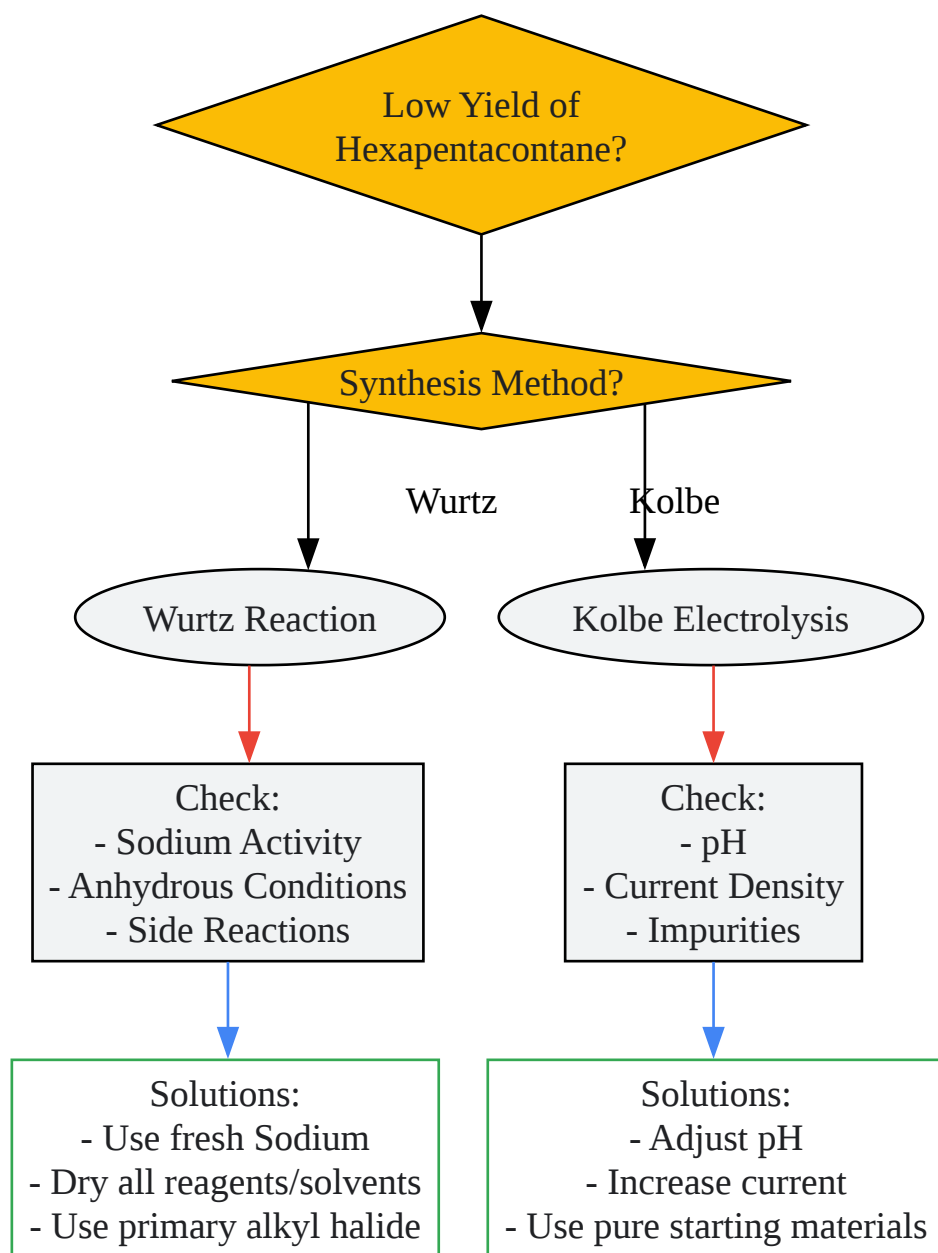 Low Yield of
Hexapentacontane?
Synthesis Method?
Wurtz
Kolbe
Wurtz Reaction
Kolbe Electrolysis
Check:
- Sodium Activity
- Anhydrous Conditions
- Side Reactions
Check:
- pH
- Current Density
- Impurities
Solutions:
- Use fresh Sodium
- Dry all reagents/solvents
- Use primary alkyl halide
Solutions:
- Adjust pH
- Increase current
- Use pure starting materials